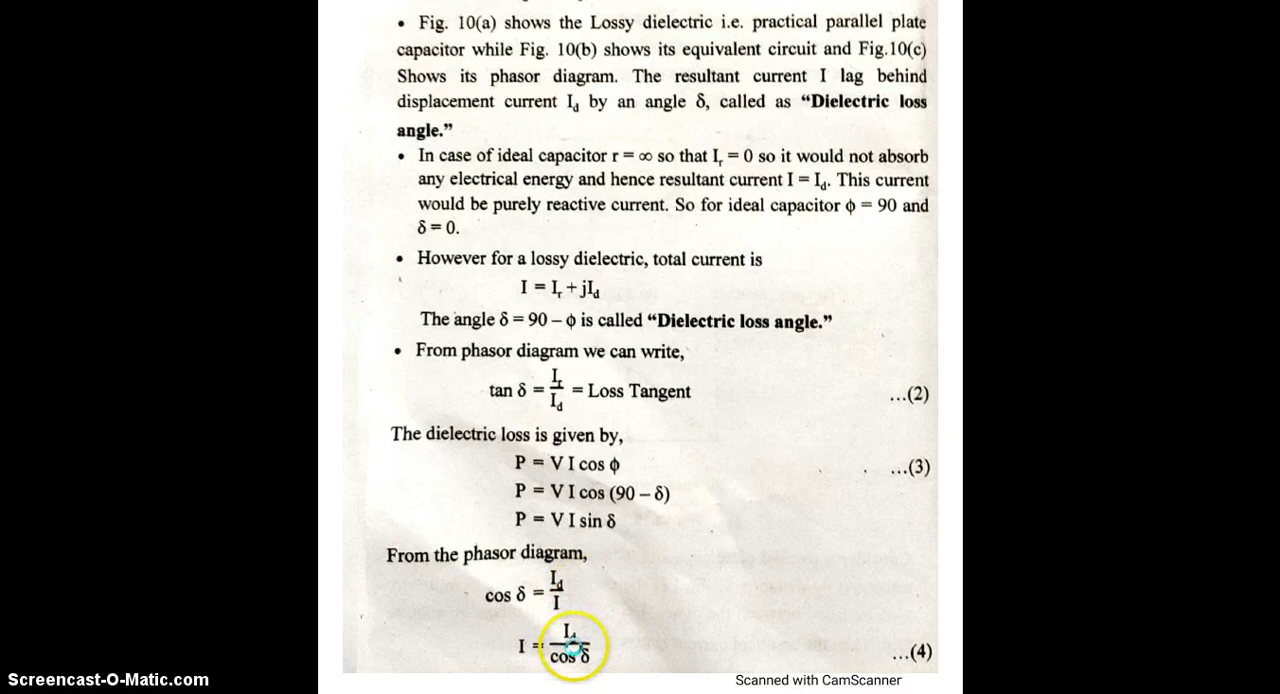 • Fig. 10(a) shows the Lossy dielectric i.e. practical parallel plate
capacitor while Fig. 10(b) shows its equivalent circuit and Fig.10(c)
Shows its phasor diagram. The resultant current I lag behind
displacement current I_d by an angle δ, called as “Dielectric loss
angle.”
• In case of ideal capacitor r = ∞ so that I_r = 0 so it would not absorb
any electrical energy and hence resultant current I = I_d. This current
would be purely reactive current. So for ideal capacitor ϕ = 90 and
δ = 0.
• However for a lossy dielectric, total current is
I = I_r + jI_d
The angle δ = 90 – ϕ is called “Dielectric loss angle.”
• From phasor diagram we can write,
tan δ = I_r / I_d = Loss Tangent ...(2)
The dielectric loss is given by,
P = V I cos ϕ ...(3)
P = V I cos (90 – δ)
P = V I sin δ
From the phasor diagram,
cos δ = I_d / I
I = I_d / cos δ ...(4)
Screencast-O-Matic.com
Scanned with CamScanner